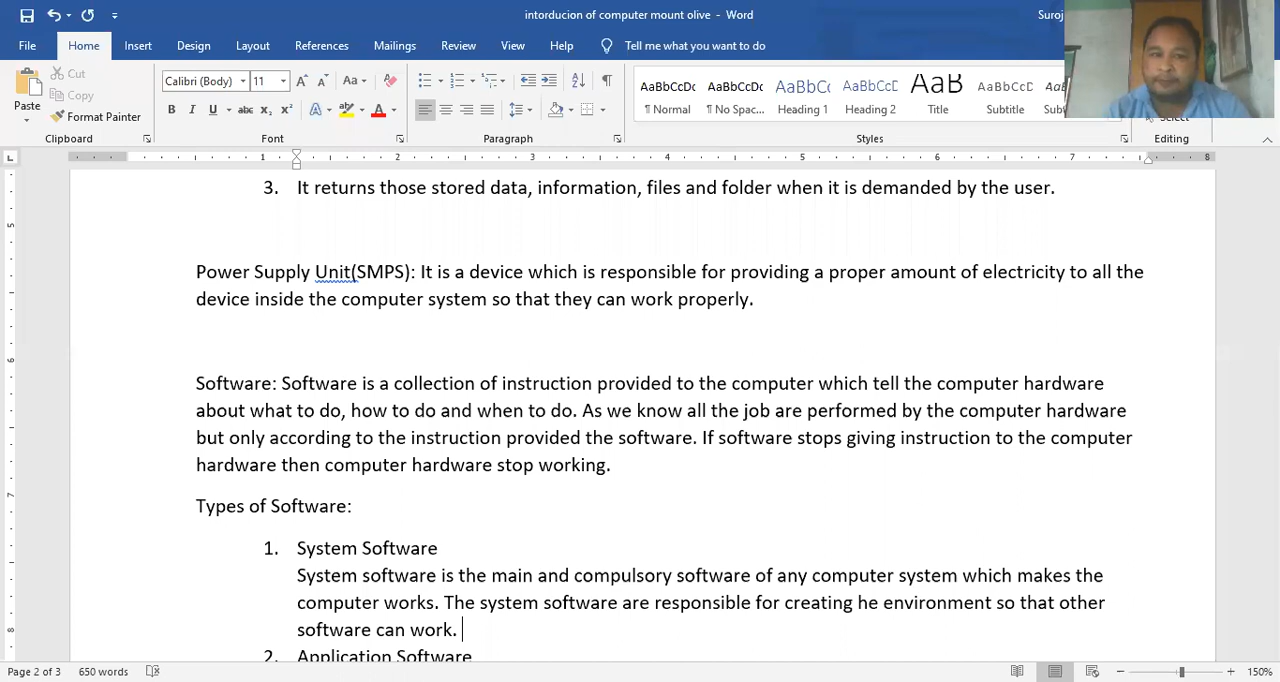 intorducion of computer mount olive - Word
Suroj
File Home Insert Design Layout References Mailings Review View Help Tell me what you want to do
Paste
Cut
Copy
Format Painter
Clipboard
Calibri (Body) 11
Font
Paragraph
AaBbCcDc AaBbCcDc AaBbCc AaBbCcDc AaB AaBbCcDc
¶ Normal ¶ No Spac... Heading 1 Heading 2 Title Subtitle
Styles
Select
Editing
3. It returns those stored data, information, files and folder when it is demanded by the user.
Power Supply Unit(SMPS): It is a device which is responsible for providing a proper amount of electricity to all the
device inside the computer system so that they can work properly.
Software: Software is a collection of instruction provided to the computer which tell the computer hardware
about what to do, how to do and when to do. As we know all the job are performed by the computer hardware
but only according to the instruction provided the software. If software stops giving instruction to the computer
hardware then computer hardware stop working.
Types of Software:
1. System Software
System software is the main and compulsory software of any computer system which makes the
computer works. The system software are responsible for creating he environment so that other
software can work.
2. Application Software
Page 2 of 3 650 words 150%